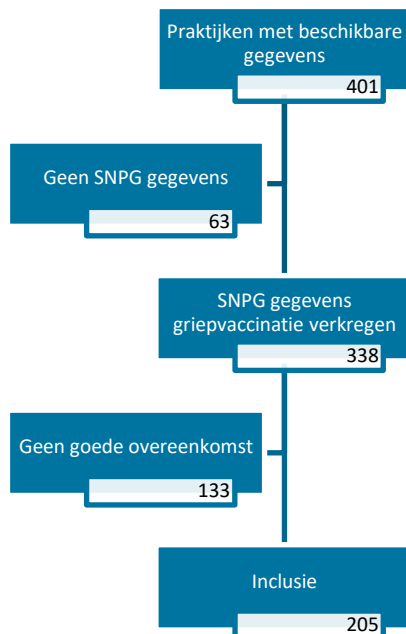 Praktijken met beschikbare
gegevens
401
Geen SNPG gegevens
63
SNPG gegevens
griepvaccinatie verkregen
338
Geen goede overeenkomst
133
Inclusie
205